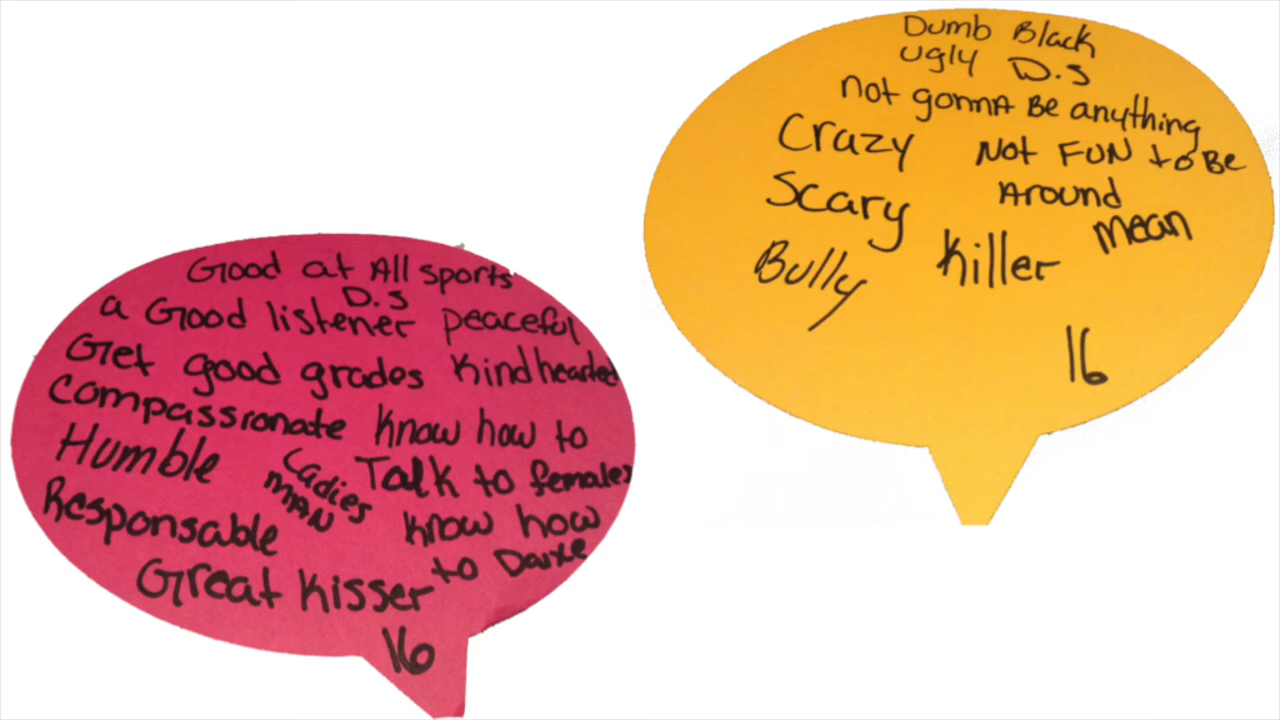 Good at All sports
D.S
a Good listener peaceful
Get good grades Kindhearted
Compassionate Know how to
Humble Ladies MAN Talk to females
Responsable Know how
to Dance
Great Kisser
16
Dumb Black
ugly D.S
not gonnA Be anything
Crazy Not FUN to Be
Scary Around
Mean
Bully Killer
16